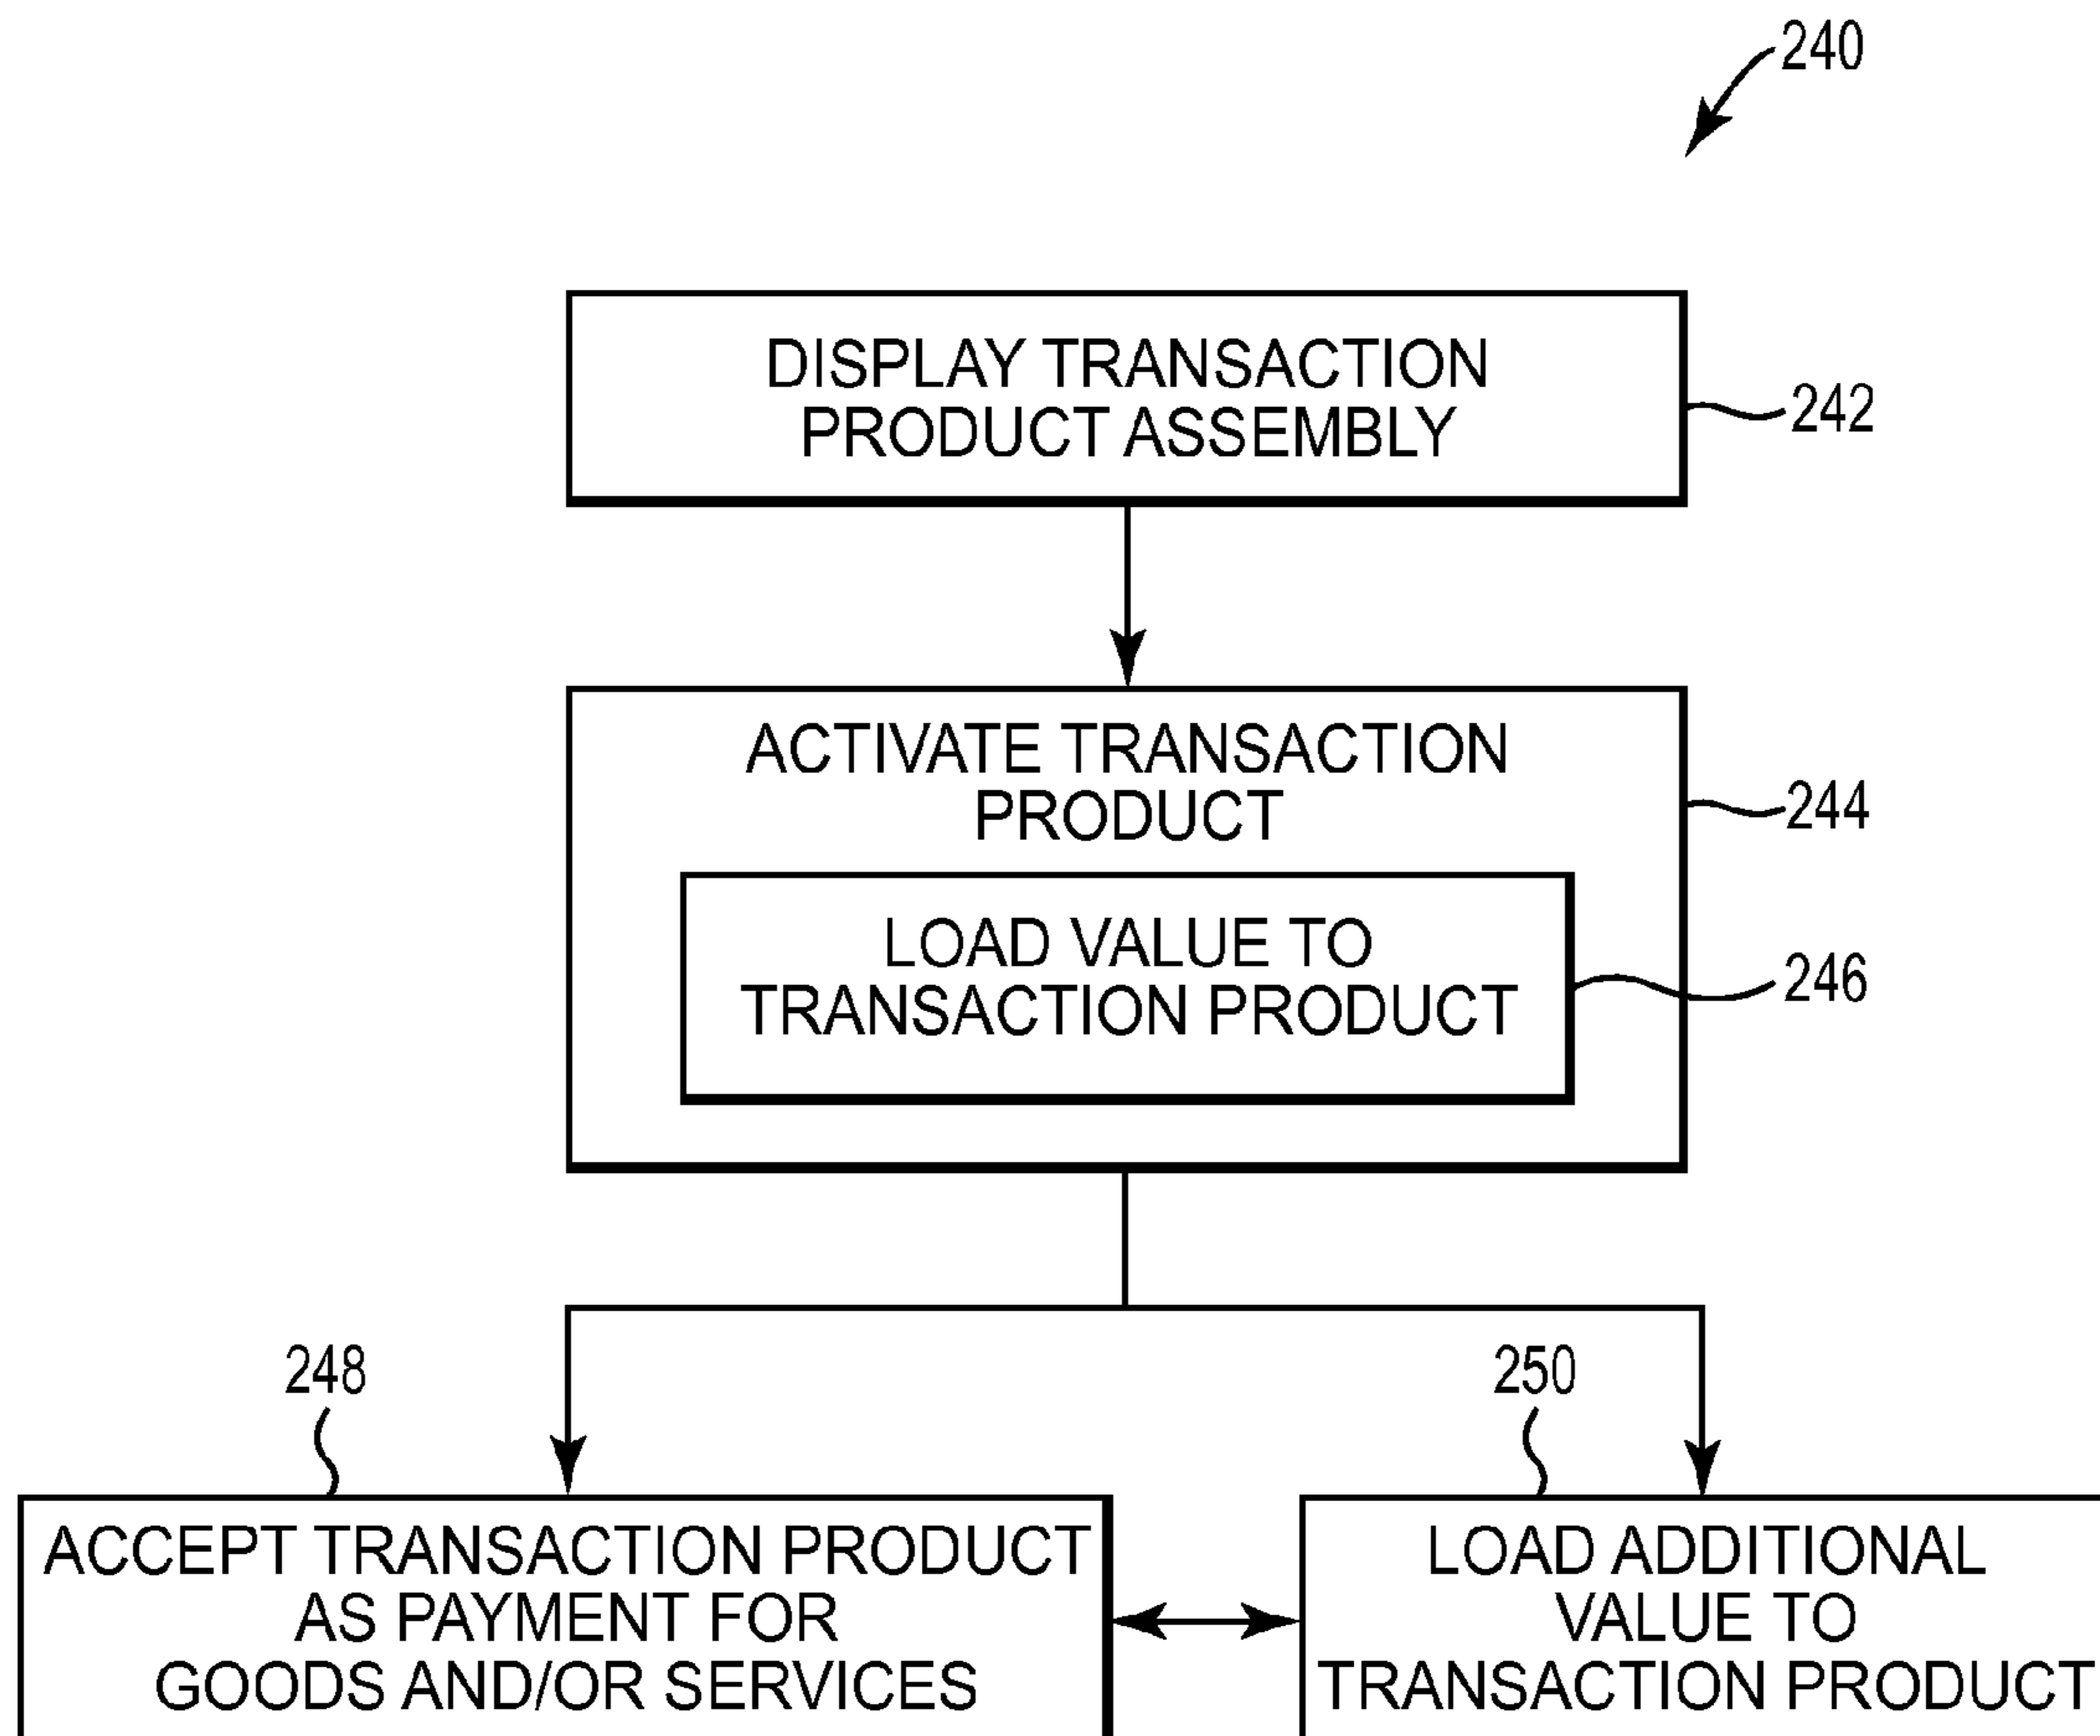 240
DISPLAY TRANSACTION
PRODUCT ASSEMBLY
242
ACTIVATE TRANSACTION
PRODUCT
244
LOAD VALUE TO
TRANSACTION PRODUCT
246
248
250
ACCEPT TRANSACTION PRODUCT
AS PAYMENT FOR
GOODS AND/OR SERVICES
LOAD ADDITIONAL
VALUE TO
TRANSACTION PRODUCT